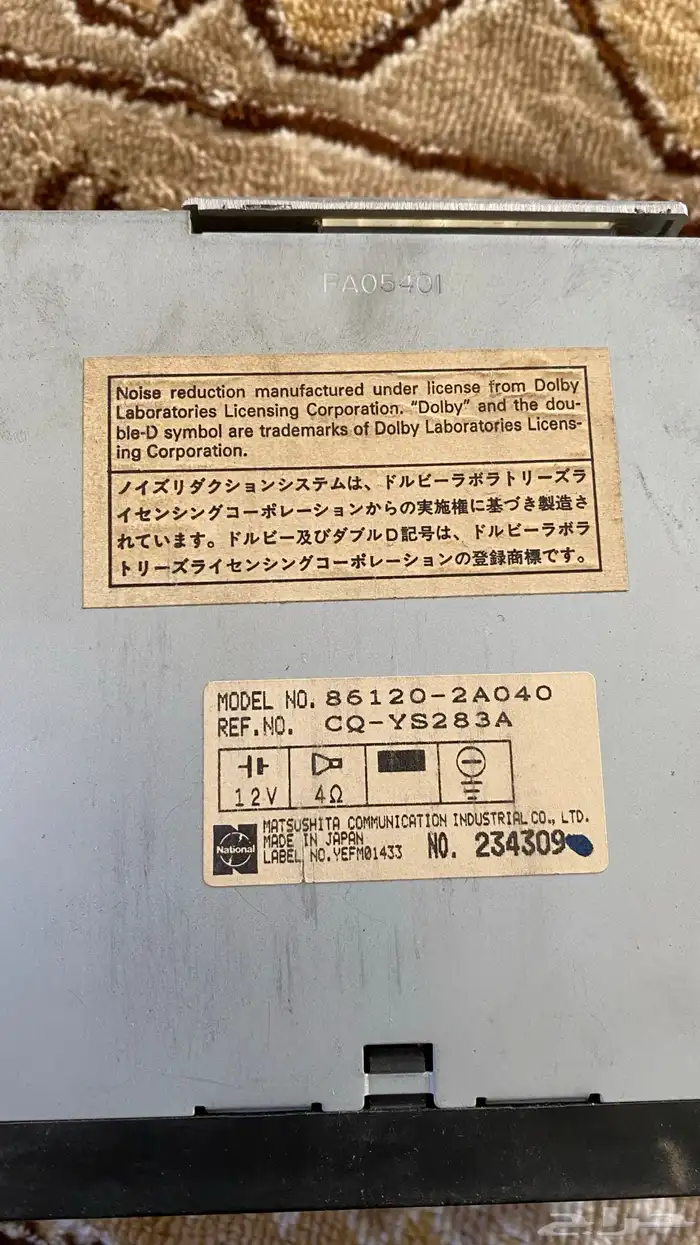 FA05401
Noise reduction manufactured under license from Dolby
Laboratories Licensing Corporation. “Dolby” and the dou-
ble-D symbol are trademarks of Dolby Laboratories Licens-
ing Corporation.
ノイズリダクションシステムは、ドルビーラボラトリーズラ
イセンシングコーポレーションからの実施権に基づき製造さ
れています。ドルビー及びダブルD記号は、ドルビーラボラ
トリーズライセンシングコーポレーションの登録商標です。
MODEL NO. 86120-2A040
REF.NO. CQ-YS283A
12V 4Ω
National
MATSUSHITA COMMUNICATION INDUSTRIAL CO., LTD.
MADE IN JAPAN
LABEL NO.YEFM01433 NO. 234309
حراج